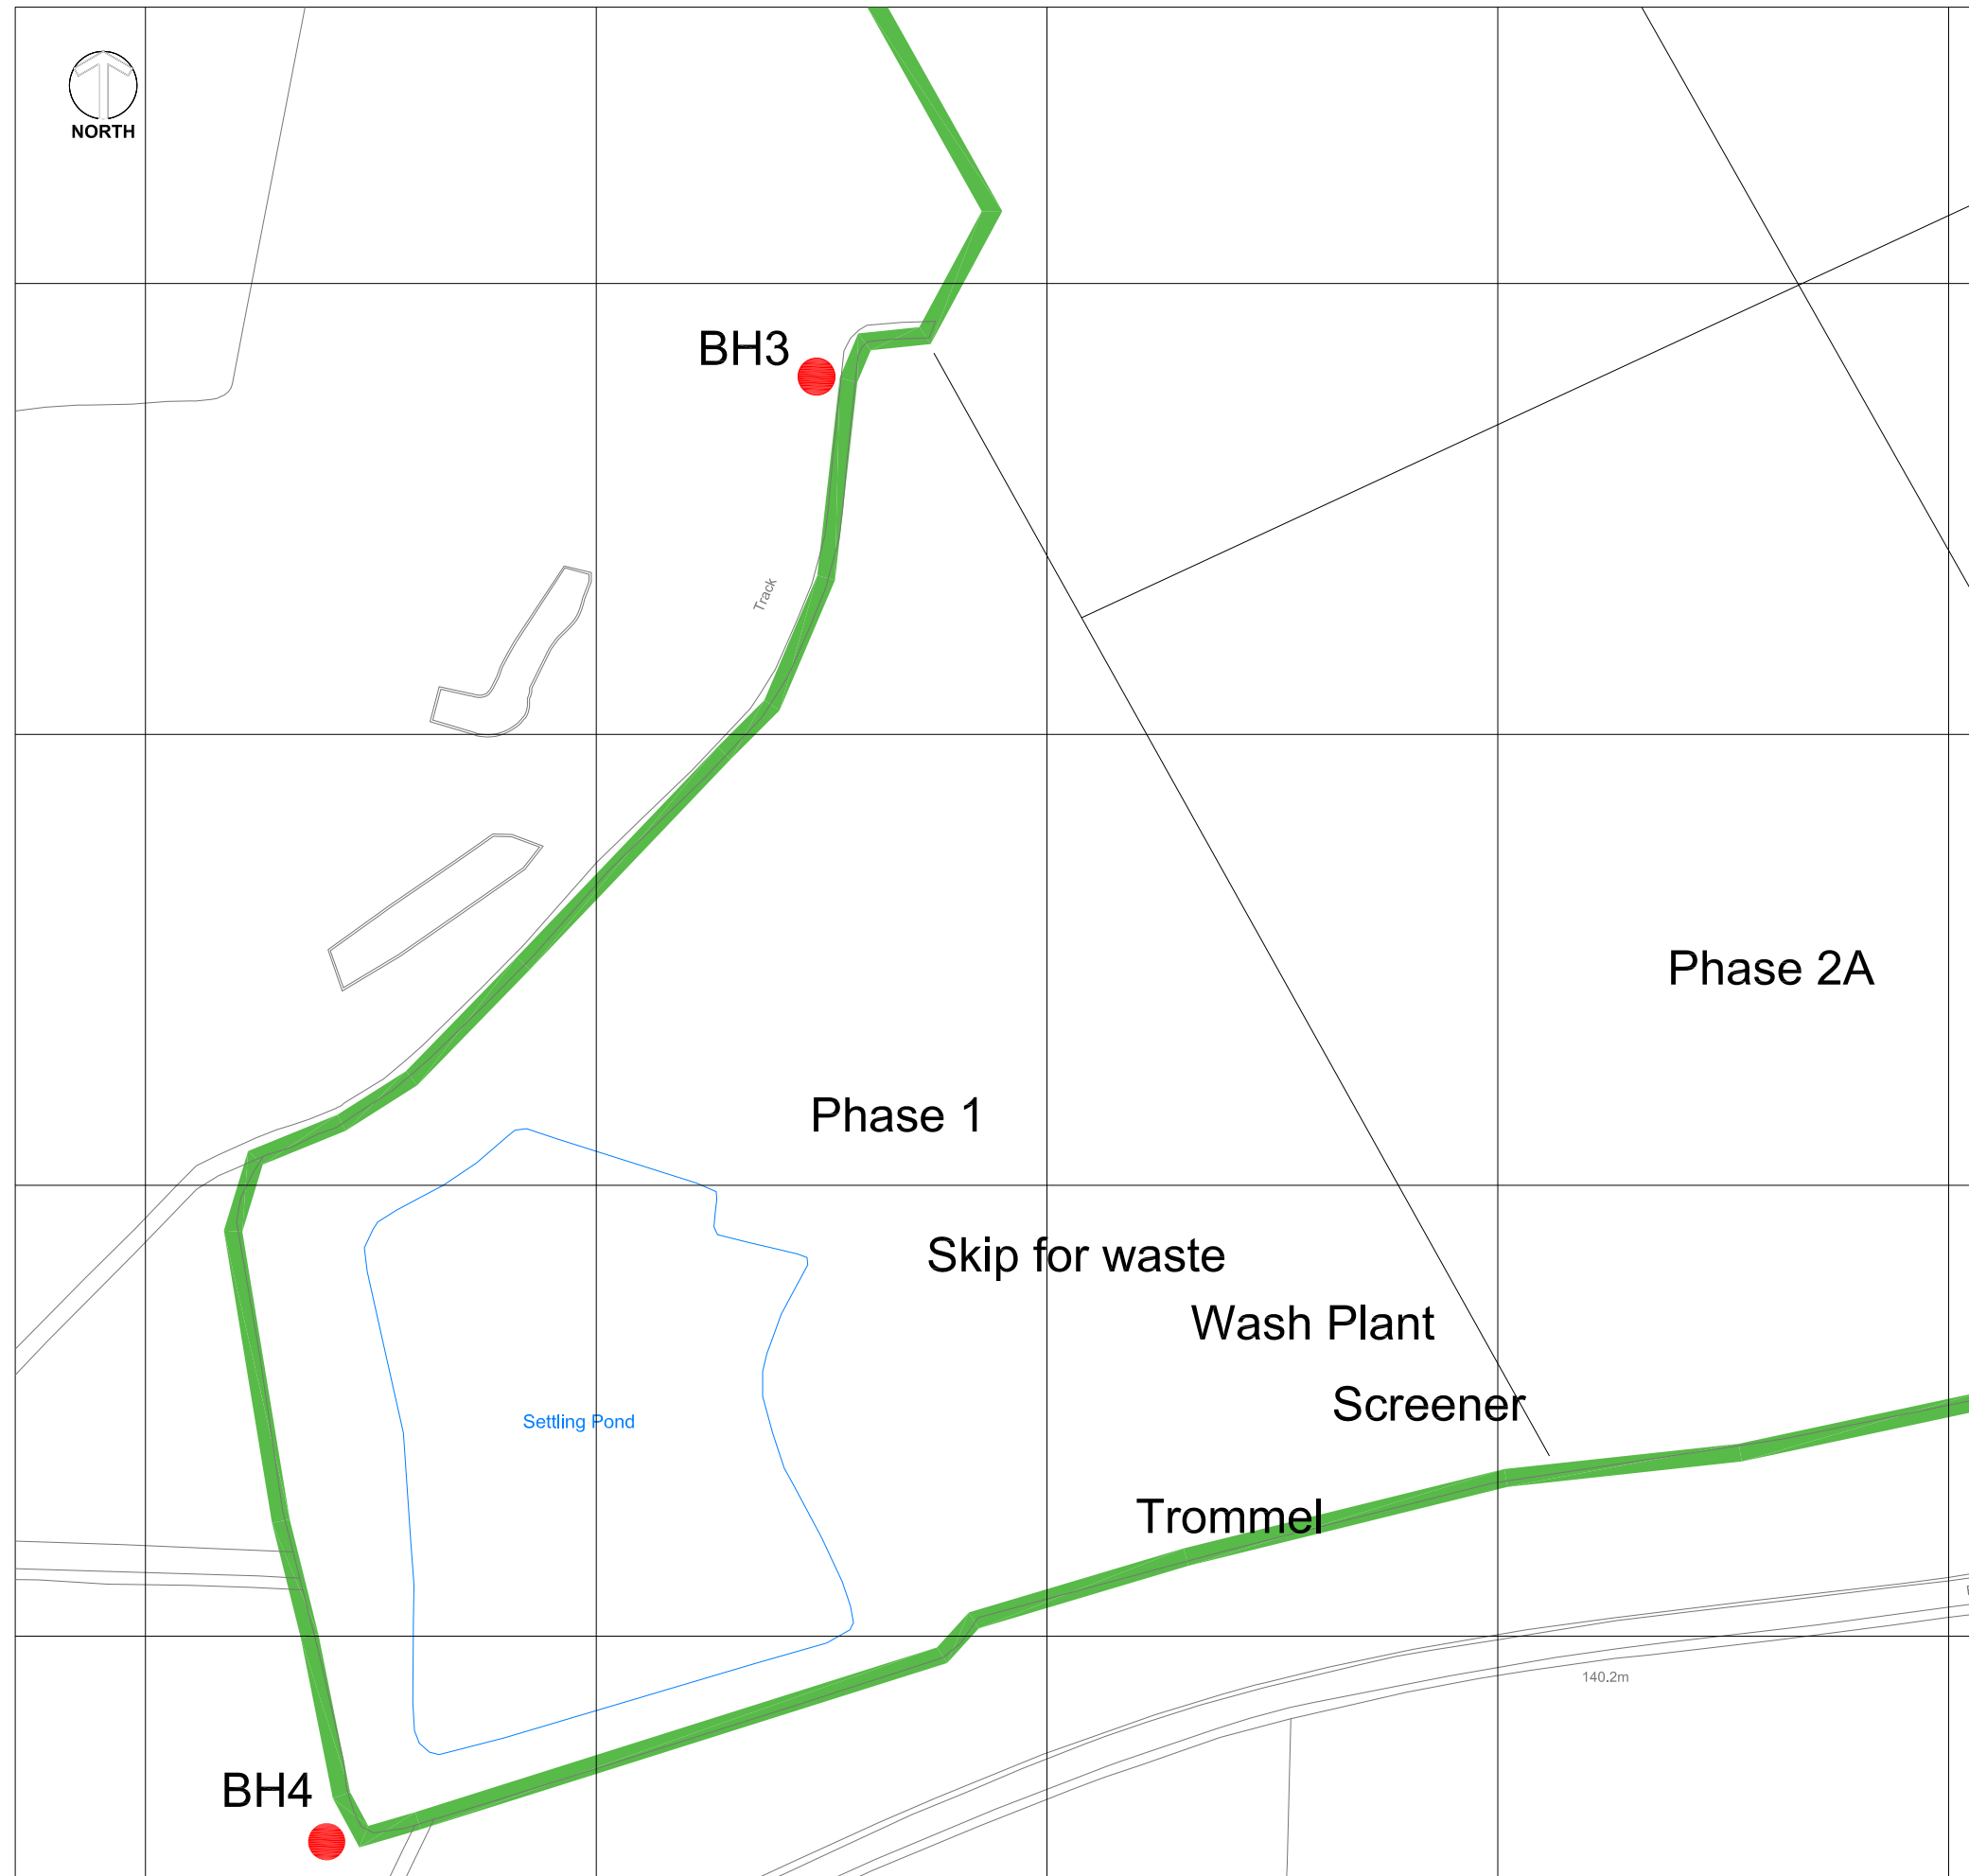 NORTH
BH3
Track
Phase 2A
Phase 1
Skip for waste
Wash Plant
Screener
Settling Pond
Trommel
140.2m
BH4